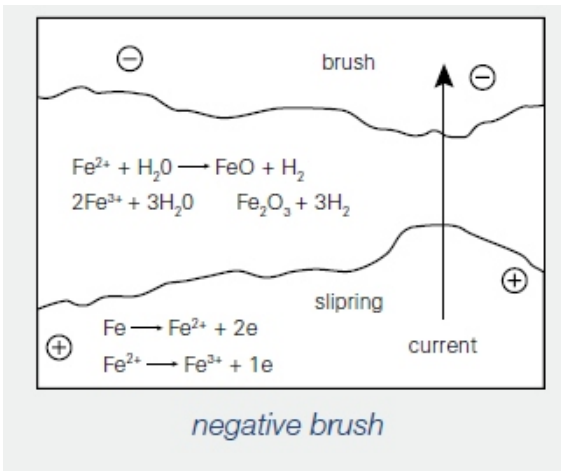 ⊖
brush
⊖
Fe²⁺ + H₂0 → FeO + H₂
2Fe³⁺ + 3H₂0 Fe₂O₃ + 3H₂
⊕
slipring
Fe → Fe²⁺ + 2e
⊕
current
Fe²⁺ → Fe³⁺ + 1e
negative brush